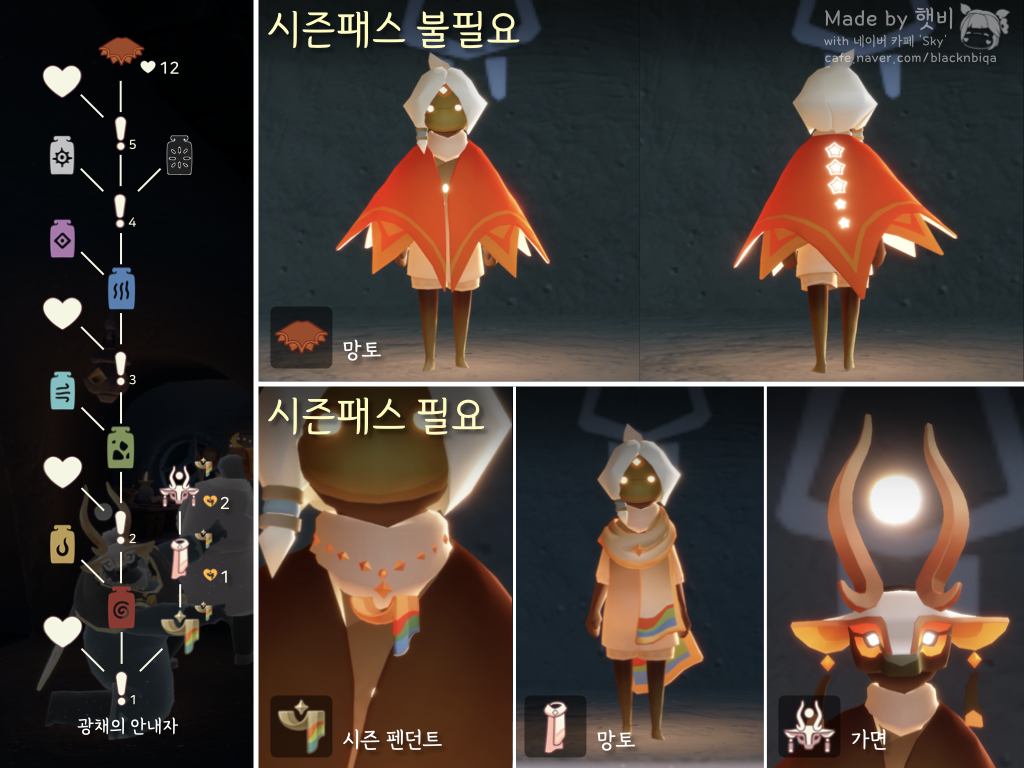 시즌패스 불필요
Made by 햇비
with 네이버 카페 'Sky'
cafe.naver.com/blacknbiqa
12
5
4
3
2
2
1
1
광채의 안내자
망토
시즌패스 필요
시즌 펜던트
망토
가면